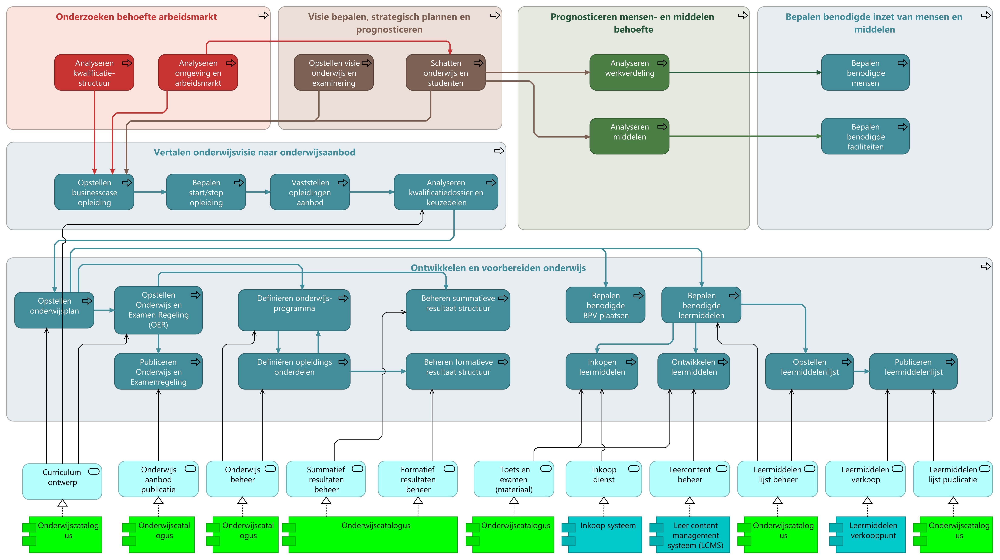 Onderzoeken behoefte arbeidsmarkt
Analyseren
kwalificatie-
structuur
Analyseren
omgeving en
arbeidsmarkt
Visie bepalen, strategisch plannen en
prognosticeren
Opstellen visie
onderwijs en
examinering
Schatten
onderwijs en
studenten
Prognosticeren mensen- en middelen
behoefte
Analyseren
werkverdeling
Analyseren
middelen
Bepalen benodigde inzet van mensen en
middelen
Bepalen
benodigde
mensen
Bepalen
benodigde
faciliteiten
Vertalen onderwijsvisie naar onderwijsaanbod
Opstellen
businesscase
opleiding
Bepalen
start/stop
opleiding
Vaststellen
opleidingen
aanbod
Analyseren
kwalificatiedossier en
keuzedelen
Ontwikkelen en voorbereiden onderwijs
Opstellen
onderwijsplan
Opstellen
Onderwijs en
Examen Regeling
(OER)
Definieren onderwijs-
programma
Beheren summatieve
resultaat structuur
Bepalen
benodigde
BPV plaatsen
Bepalen
benodigde
leermiddelen
Publiceren
Onderwijs en
Examenregeling
Definiëren opleidings
onderdelen
Beheren formatieve
resultaat structuur
Inkopen
leermiddelen
Ontwikkelen
leermiddelen
Opstellen
leermiddelenlijst
Publiceren
leermiddelenlijst
Curriculum
ontwerp
Onderwijs
aanbod
publicatie
Onderwijs
beheer
Summatief
resultaten
beheer
Formatief
resultaten
beheer
Toets en
examen
(materiaal)
Inkoop
dienst
Leercontent
beheer
Leermiddelen
lijst beheer
Leermiddelen
verkoop
Leermiddelen
lijst publicatie
Onderwijscatalog
us
Onderwijscatal
ogus
Onderwijscatal
ogus
Onderwijscatalogus
Onderwijscatalogus
Inkoop systeem
Leer content
management
systeem (LCMS)
Onderwijscatalog
us
Leermiddelen
verkooppunt
Onderwijscatalog
us